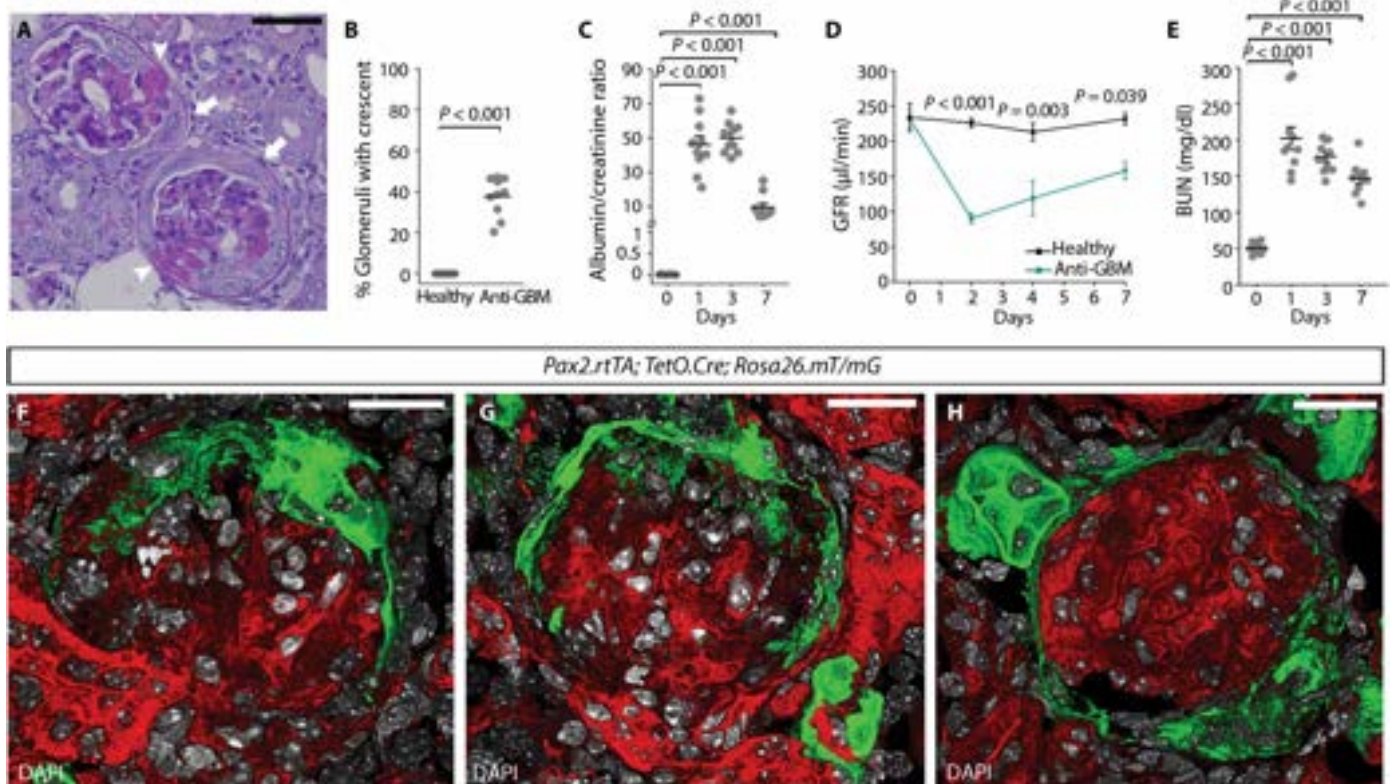 A
B
% Glomeruli with crescent
100
80
60
40
20
0
P < 0.001
Healthy Anti-GBM
C
Albumin/creatinine ratio
P < 0.001
P < 0.001
P < 0.001
90
70
50
30
10
0
1
0.5
0
0 1 3 7
Days
D
GFR (µl/min)
300
250
200
150
100
50
0
P < 0.001 P = 0.003 P = 0.039
Healthy
Anti-GBM
0 1 2 3 4 5 6 7
Days
E
BUN (mg/dl)
P < 0.001
P < 0.001
P < 0.001
300
250
200
150
100
50
0
0 1 3 7
Days
Pax2.rtTA; TetO.Cre; Rosa26.mT/mG
F
DAPI
G
DAPI
H
DAPI